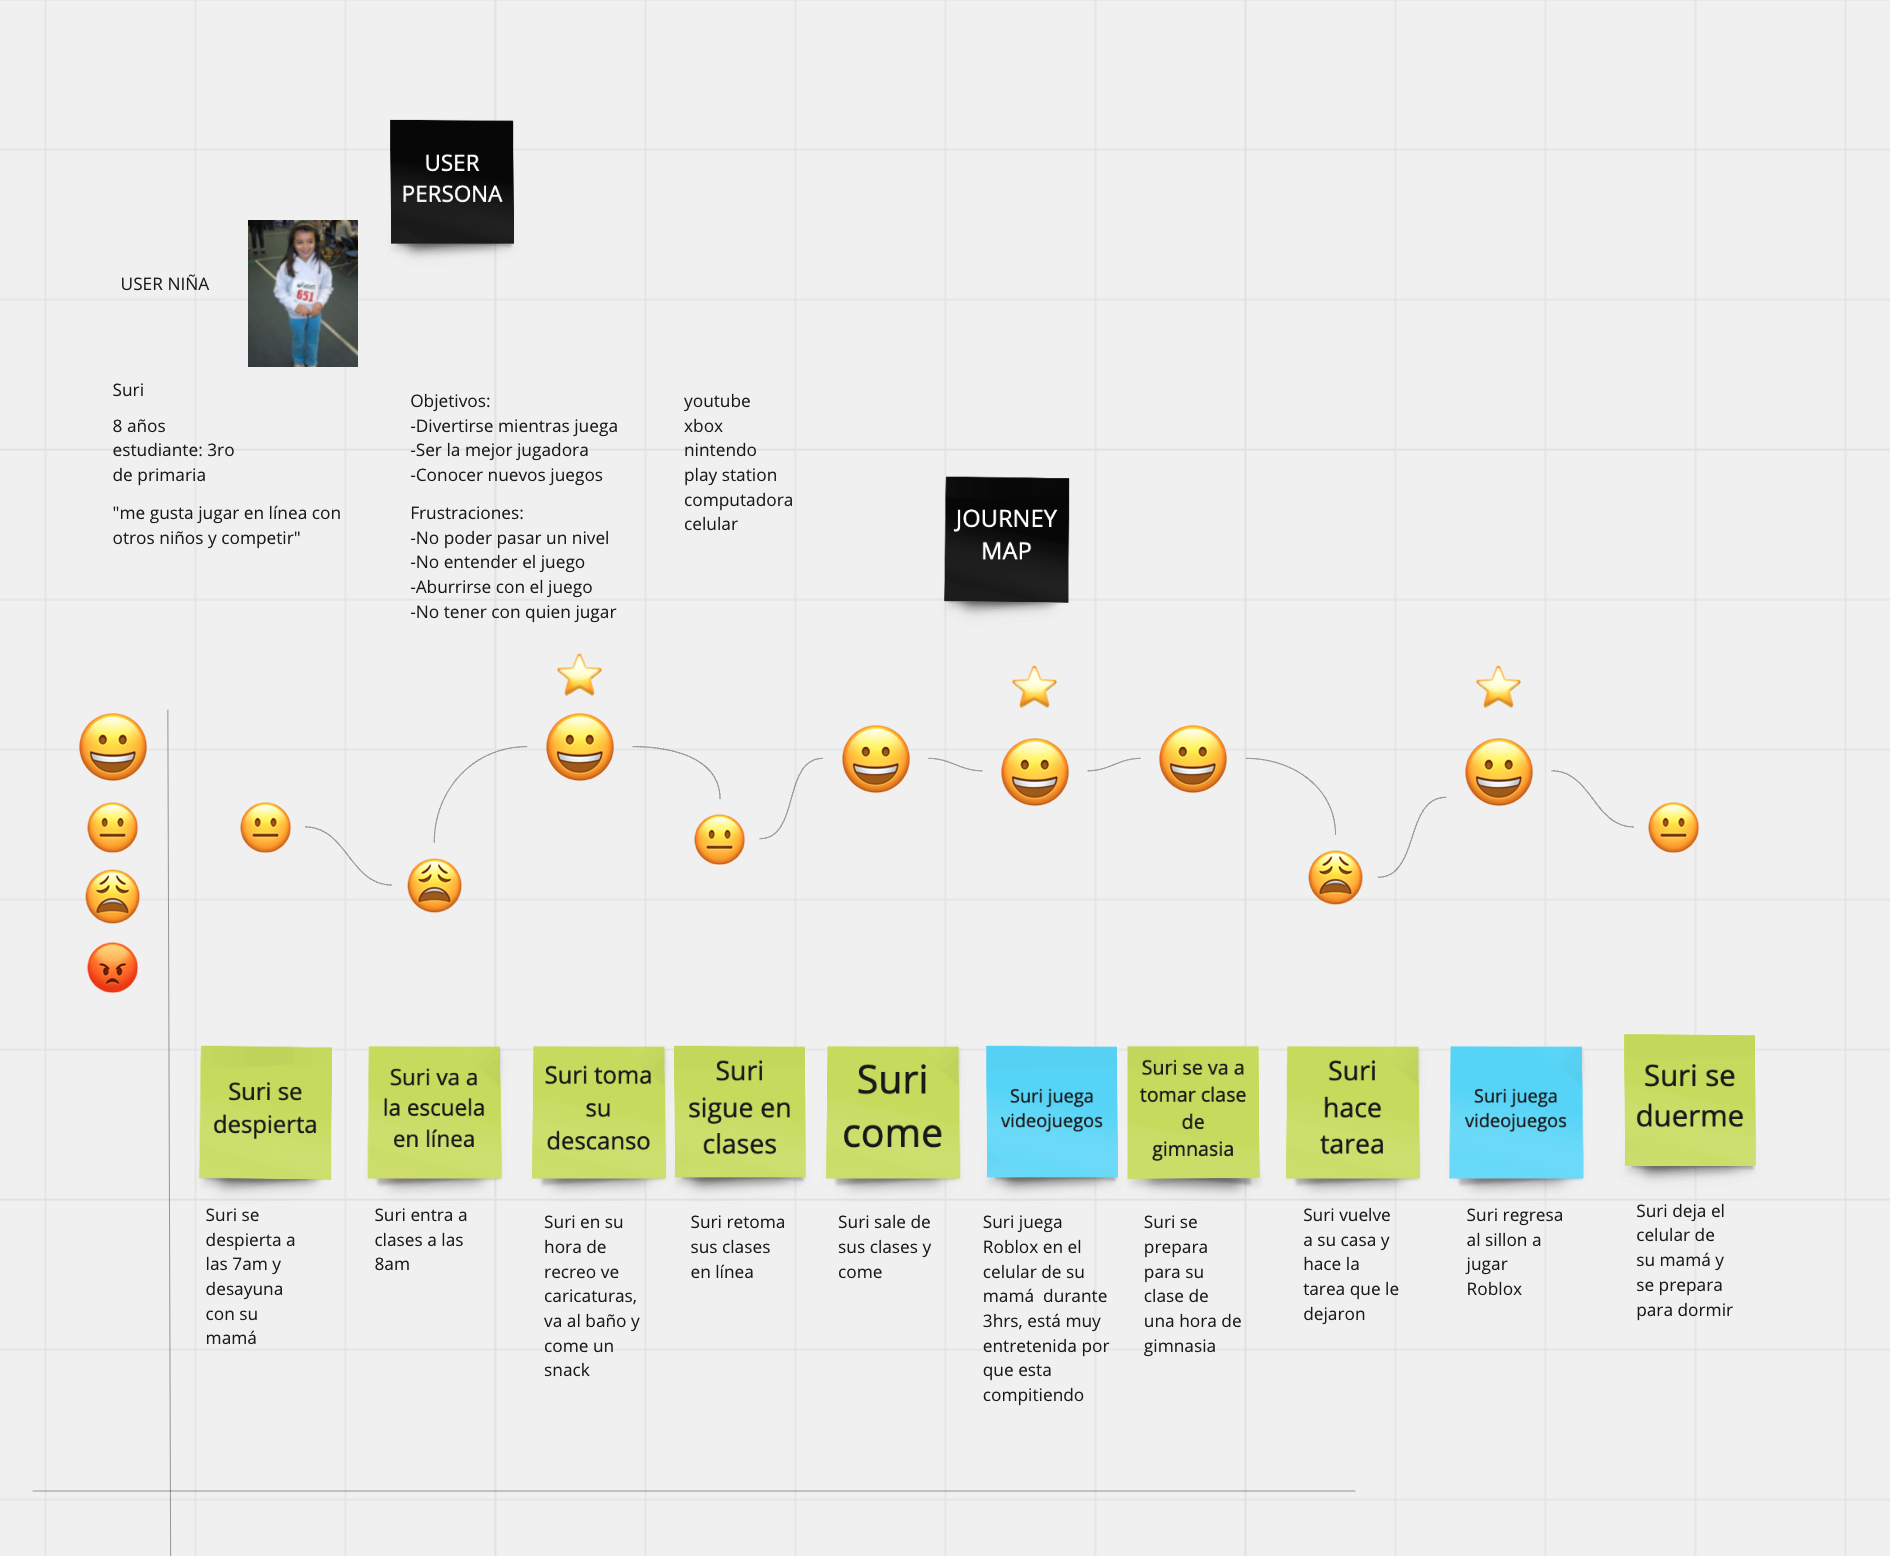 USER
PERSONA
USER NIÑA
651
Suri
8 años
estudiante: 3ro
de primaria
"me gusta jugar en línea con
otros niños y competir"
Objetivos:
-Divertirse mientras juega
-Ser la mejor jugadora
-Conocer nuevos juegos
Frustraciones:
-No poder pasar un nivel
-No entender el juego
-Aburrirse con el juego
-No tener con quien jugar
youtube
xbox
nintendo
play station
computadora
celular
JOURNEY
MAP
Suri se
despierta
Suri va a
la escuela
en línea
Suri toma
su
descanso
Suri
sigue en
clases
Suri
come
Suri juega
videojuegos
Suri se va a
tomar clase
de
gimnasia
Suri
hace
tarea
Suri juega
videojuegos
Suri se
duerme
Suri se
despierta a
las 7am y
desayuna
con su
mamá
Suri entra a
clases a las
8am
Suri en su
hora de
recreo ve
caricaturas,
va al baño y
come un
snack
Suri retoma
sus clases
en línea
Suri sale de
sus clases y
come
Suri juega
Roblox en el
celular de su
mamá durante
3hrs, está muy
entretenida por
que esta
compitiendo
Suri se
prepara
para su
clase de
una hora de
gimnasia
Suri vuelve
a su casa y
hace la
tarea que le
dejaron
Suri regresa
al sillon a
jugar
Roblox
Suri deja el
celular de
su mamá y
se prepara
para dormir